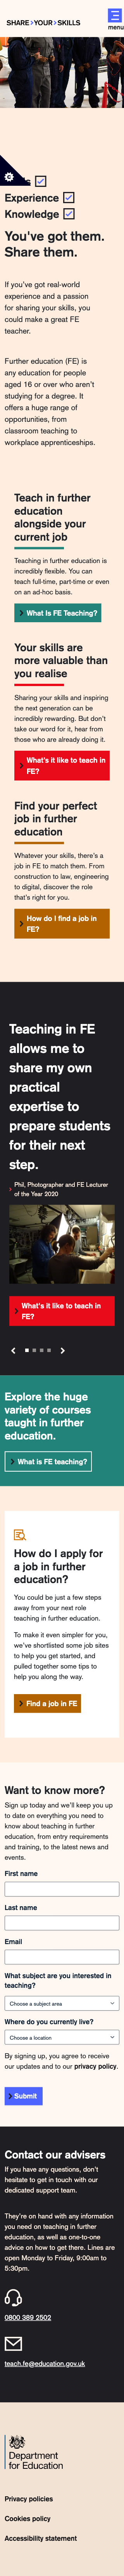 SHARE>YOUR>SKILLS
menu
Experience
Knowledge
You've got them.
Share them.
If you've got real-world
experience and a passion
for sharing your skills, you
could make a great FE
teacher.
Further education (FE) is
any education for people
aged 16 or over who aren't
studying for a degree. It
offers a huge range of
opportunities, from
classroom teaching to
workplace apprenticeships.
Teach in further
education
alongside your
current job
Teaching in further education is
incredibly flexible. You can
teach full-time, part-time or even
on an ad-hoc basis.
What Is FE Teaching?
Your skills are
more valuable than
you realise
Sharing your skills and inspiring
the next generation can be
incredibly rewarding. But don't
take our word for it, hear from
those who are already doing it.
What's it like to teach in
FE?
Find your perfect
job in further
education
Whatever your skills, there's a
job in FE to match them. From
construction to law, engineering
to digital, discover the role
that's right for you.
How do I find a job in
FE?
Teaching in FE
allows me to
share my own
practical
expertise to
prepare students
for their next
step.
Phil, Photographer and FE Lecturer
of the Year 2020
What's it like to teach in
FE?
Explore the huge
variety of courses
taught in further
education.
What is FE teaching?
How do I apply for
a job in further
education?
You could be just a few steps
away from your next role
teaching in further education.
To make it even simpler for you,
we've shortlisted some job sites
to help you get started, and
pulled together some tips to
help you along the way.
Find a job in FE
Want to know more?
Sign up today and we'll keep you up
to date on everything you need to
know about teaching in further
education, from entry requirements
and training, to the latest news and
events.
First name
Last name
Email
What subject are you interested in
teaching?
Choose a subject area
Where do you currently live?
Choose a location
By signing up, you agree to receive
our updates and to our privacy policy.
Submit
Contact our advisers
If you have any questions, don't
hesitate to get in touch with our
dedicated support team.
They're on hand with any information
you need on teaching in further
education, as well as one-to-one
advice on how to get there. Lines are
open Monday to Friday, 9:00am to
5:30pm.
0800 389 2502
teach.fe@education.gov.uk
Department
for Education
Privacy policies
Cookies policy
Accessibility statement